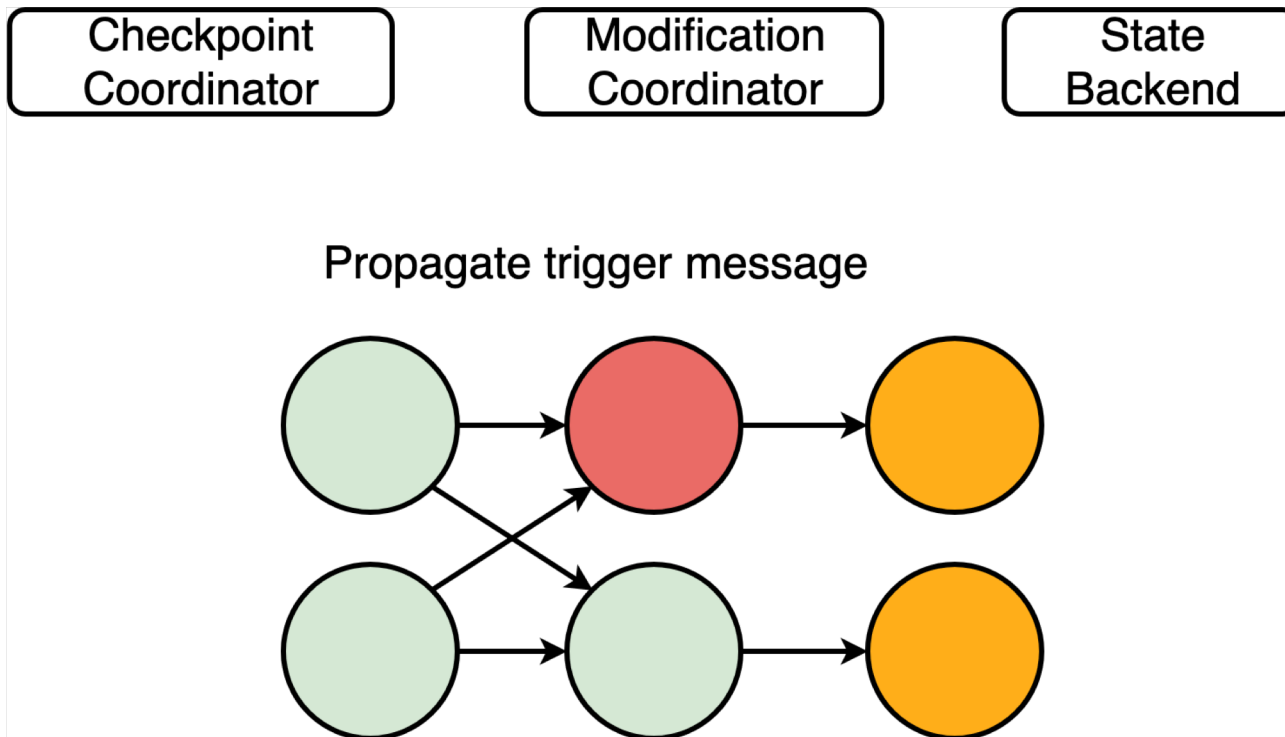 Checkpoint
Coordinator
Modification
Coordinator
State
Backend
Propagate trigger message